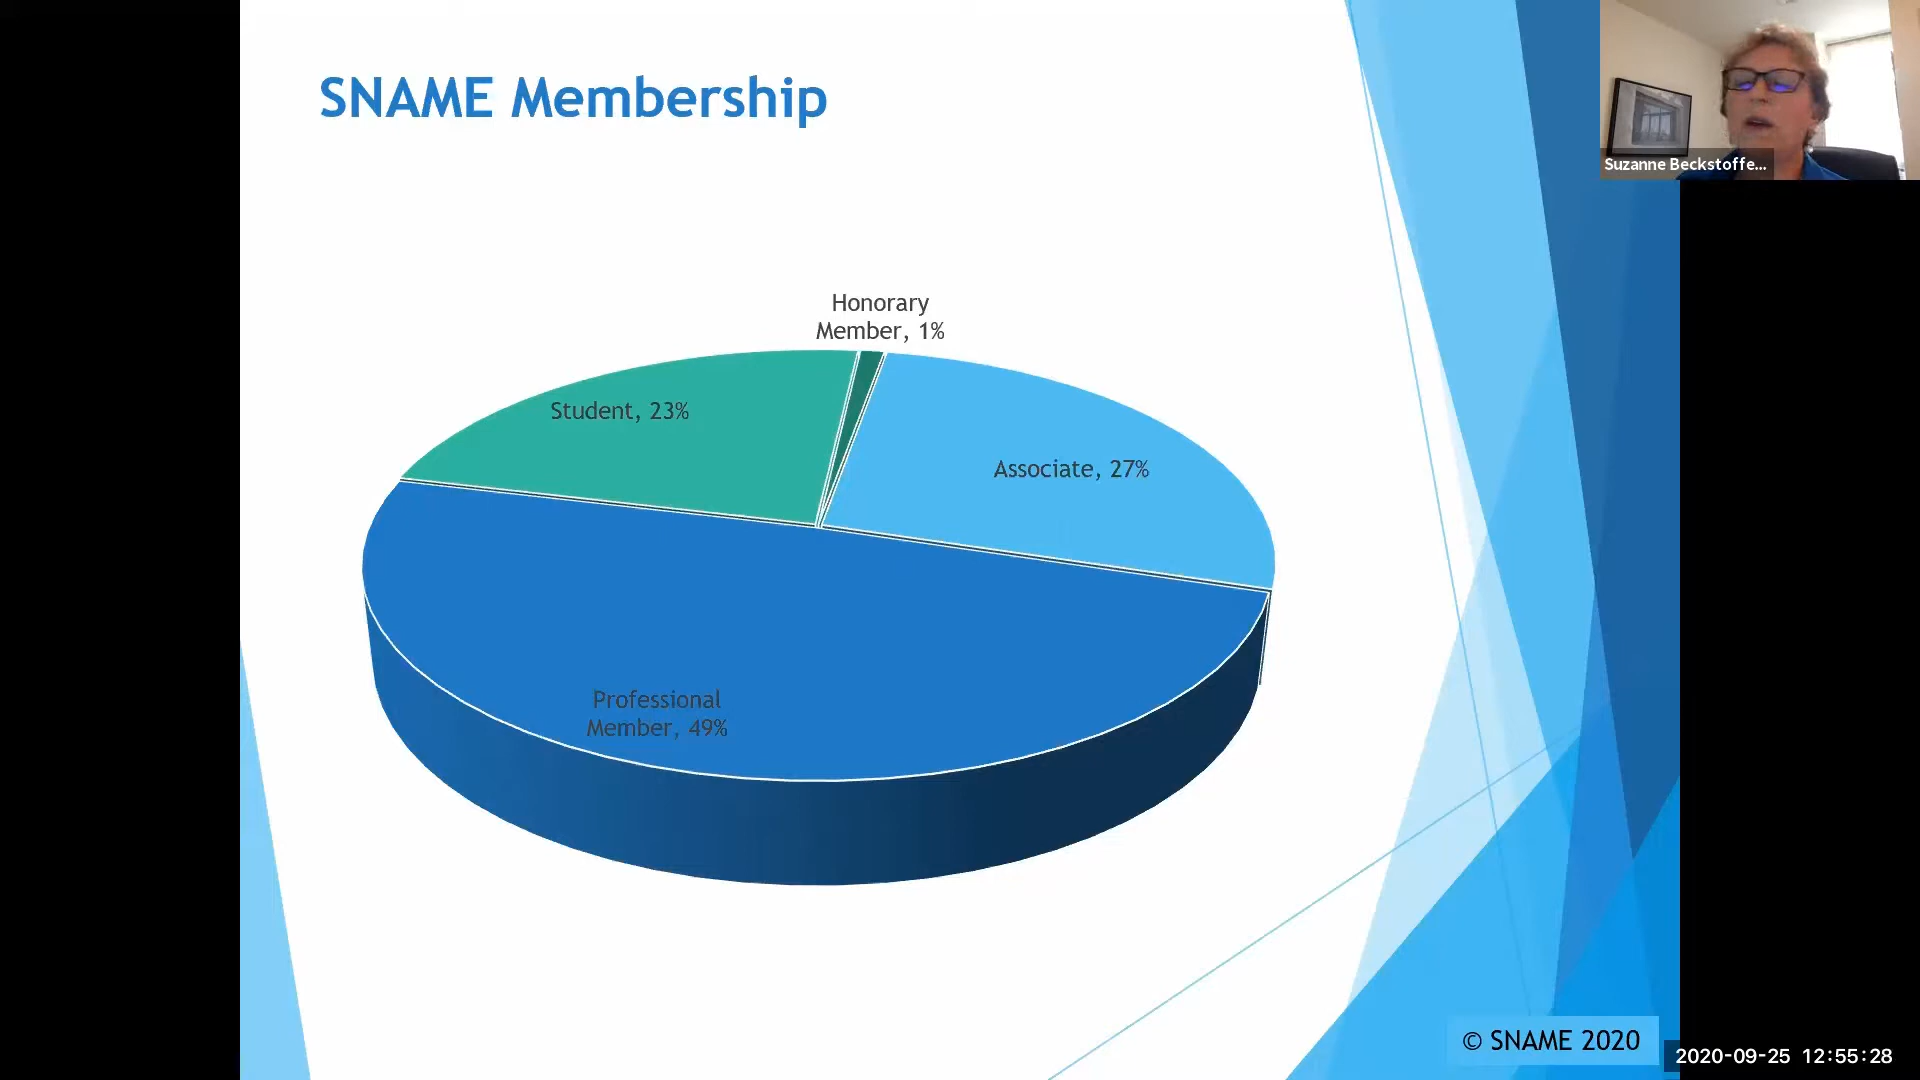 SNAME Membership
Suzanne Beckstoffe...
Honorary
Member, 1%
Student, 23%
Associate, 27%
Professional
Member, 49%
© SNAME 2020
2020-09-25 12:55:28